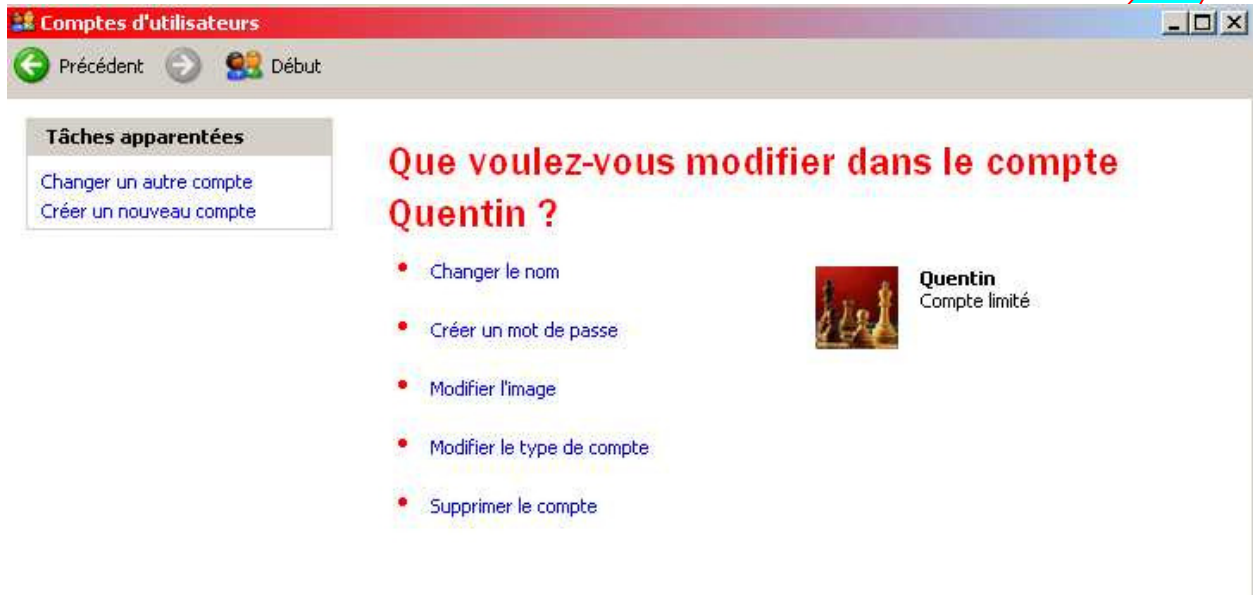 Comptes d'utilisateurs
Précédent
Début
Tâches apparentées
Changer un autre compte
Créer un nouveau compte
Que voulez-vous modifier dans le compte
Quentin ?
Changer le nom
Créer un mot de passe
Modifier l'image
Modifier le type de compte
Supprimer le compte
Quentin
Compte limité